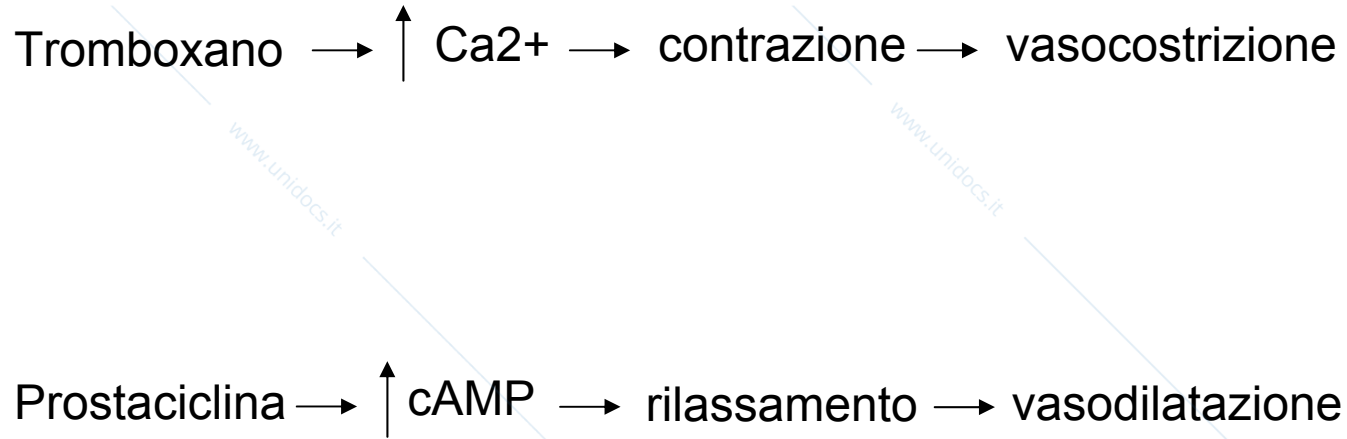 Tromboxano → ↑ Ca2+ → contrazione → vasocostrizione
www.unidocs.it www.unidocs.it
Prostaciclina → ↑ cAMP → rilassamento → vasodilatazione